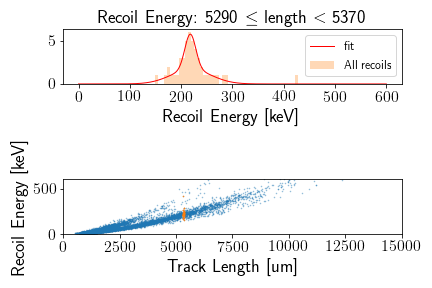 Recoil Energy: 5290 ≤ length < 5370
5
0
fit
All recoils
0 100 200 300 400 500 600
Recoil Energy [keV]
Recoil Energy [keV]
500
0
0 2500 5000 7500 10000 12500 15000
Track Length [um]